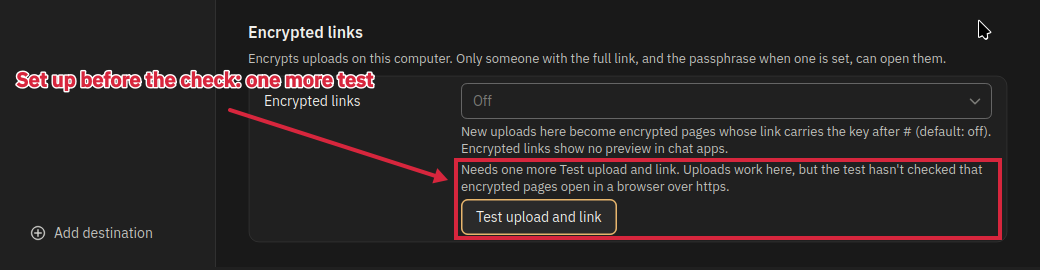 Encrypted links
Encrypts uploads on this computer. Only someone with the full link, and the passphrase when one is set, can open them.
Set up before the check: one more test
Encrypted links
Off
New uploads here become encrypted pages whose link carries the key after # (default: off).
Encrypted links show no preview in chat apps.
Needs one more Test upload and link. Uploads work here, but the test hasn't checked that
encrypted pages open in a browser over https.
Test upload and link
Add destination